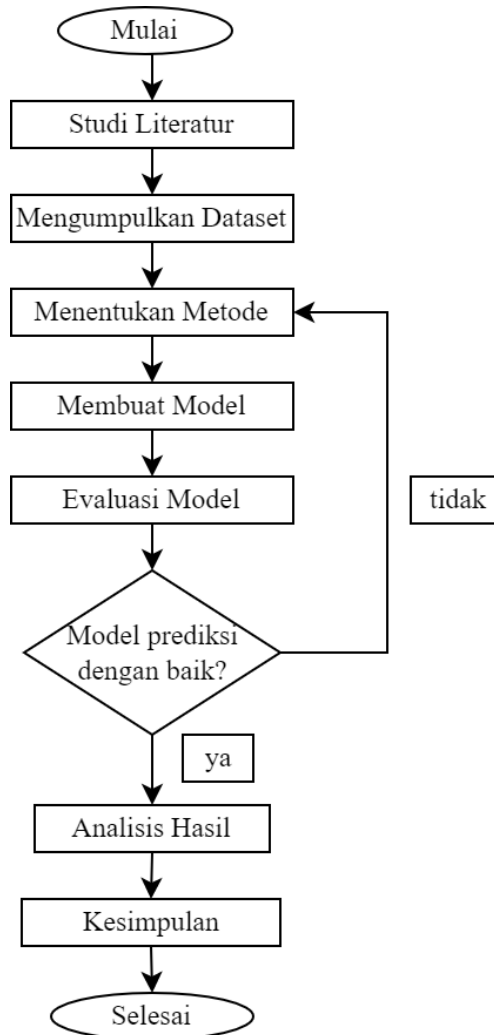 Mulai
Studi Literatur
Mengumpulkan Dataset
Menentukan Metode
Membuat Model
Evaluasi Model
tidak
Model prediksi
dengan baik?
ya
Analisis Hasil
Kesimpulan
Selesai